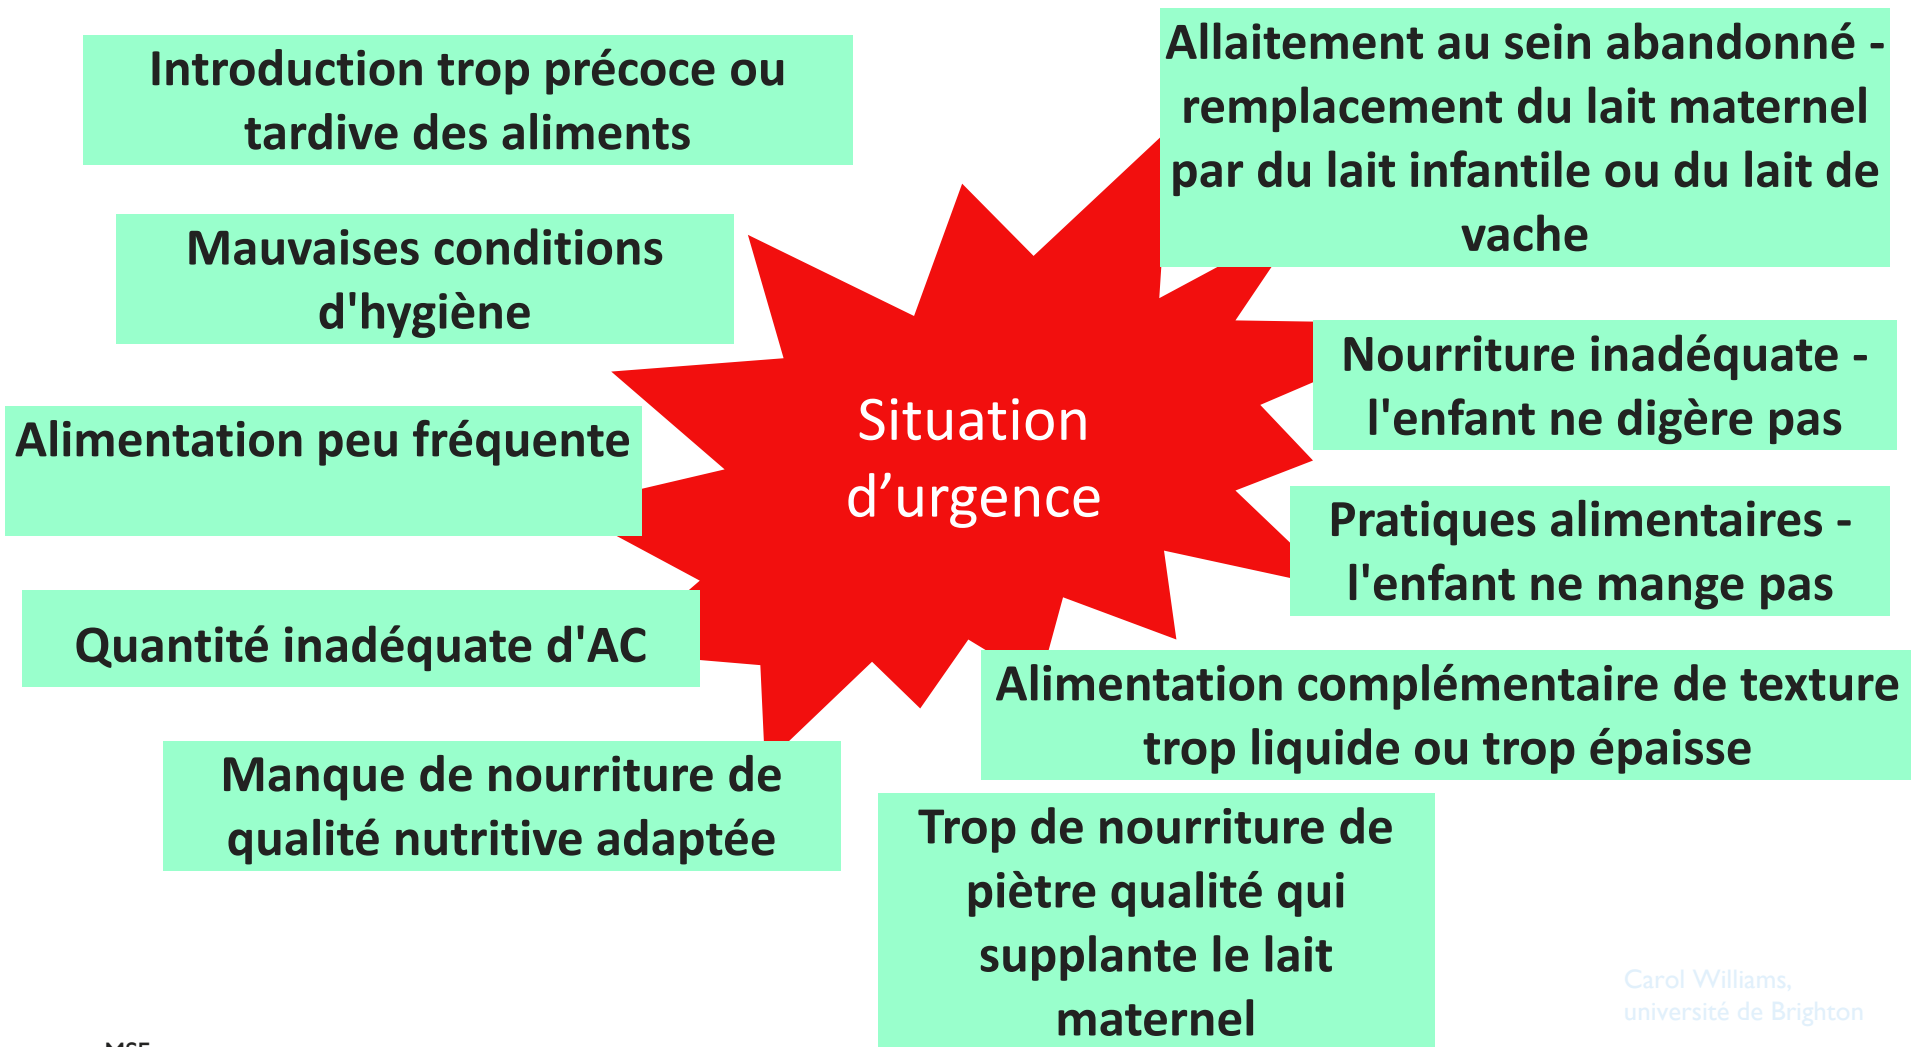 Introduction trop précoce ou
tardive des aliments
Allaitement au sein abandonné -
remplacement du lait maternel
par du lait infantile ou du lait de
vache
Mauvaises conditions
d'hygiène
Nourriture inadéquate -
l'enfant ne digère pas
Alimentation peu fréquente
Situation
d’urgence
Pratiques alimentaires -
l'enfant ne mange pas
Quantité inadéquate d'AC
Alimentation complémentaire de texture
trop liquide ou trop épaisse
Manque de nourriture de
qualité nutritive adaptée
Trop de nourriture de
piètre qualité qui
supplante le lait
maternel
Carol Williams,
université de Brighton